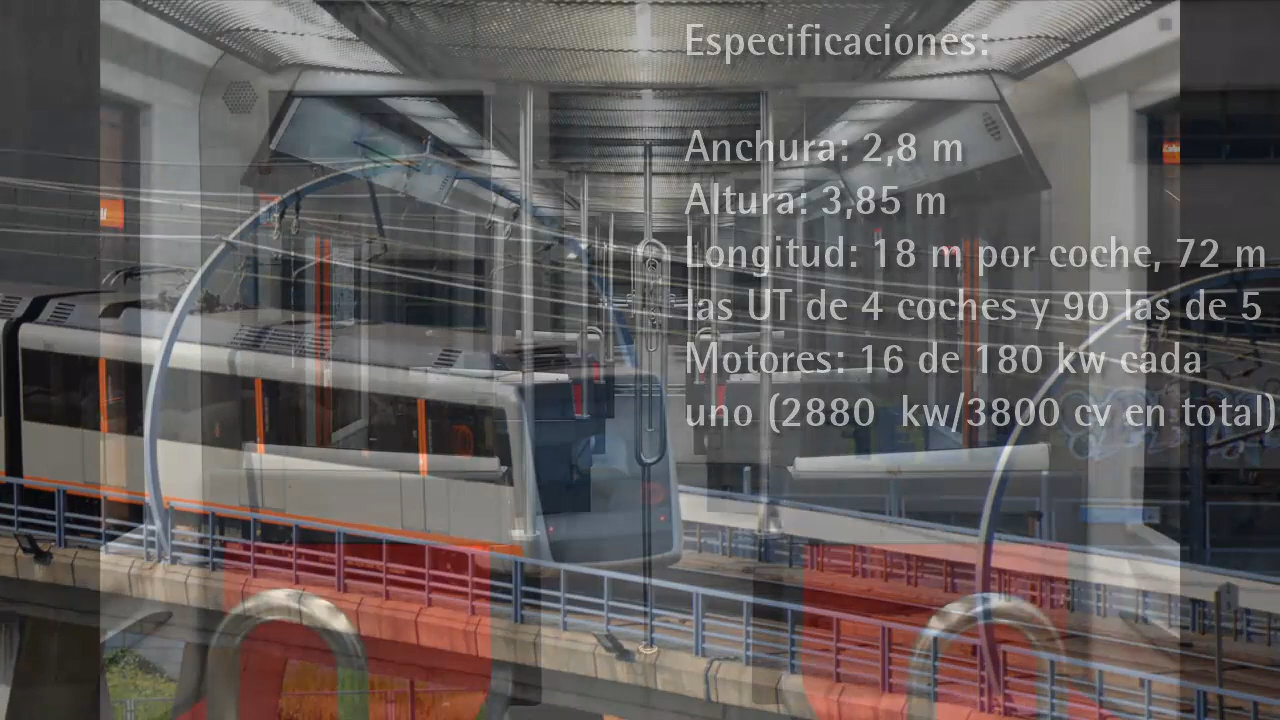 Especificaciones:
Anchura: 2,8 m
Altura: 3,85 m
Longitud: 18 m por coche, 72 m
las UT de 4 coches y 90 las de 5
Motores: 16 de 180 kw cada
uno (2880 kw/3800 cv en total)